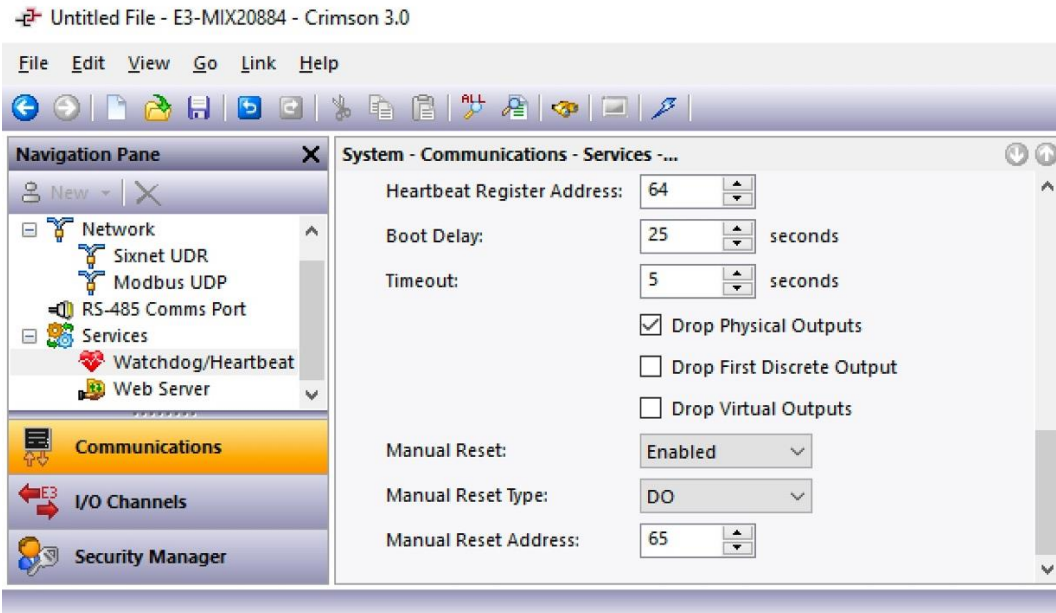 Untitled File - E3-MIX20884 - Crimson 3.0
File Edit View Go Link Help
ALL
Navigation Pane
System - Communications - Services -...
New
Network
Sixnet UDR
Modbus UDP
RS-485 Comms Port
Services
Watchdog/Heartbeat
Web Server
Communications
E3
I/O Channels
Security Manager
Heartbeat Register Address: 64
Boot Delay: 25 seconds
Timeout: 5 seconds
Drop Physical Outputs
Drop First Discrete Output
Drop Virtual Outputs
Manual Reset: Enabled
Manual Reset Type: DO
Manual Reset Address: 65